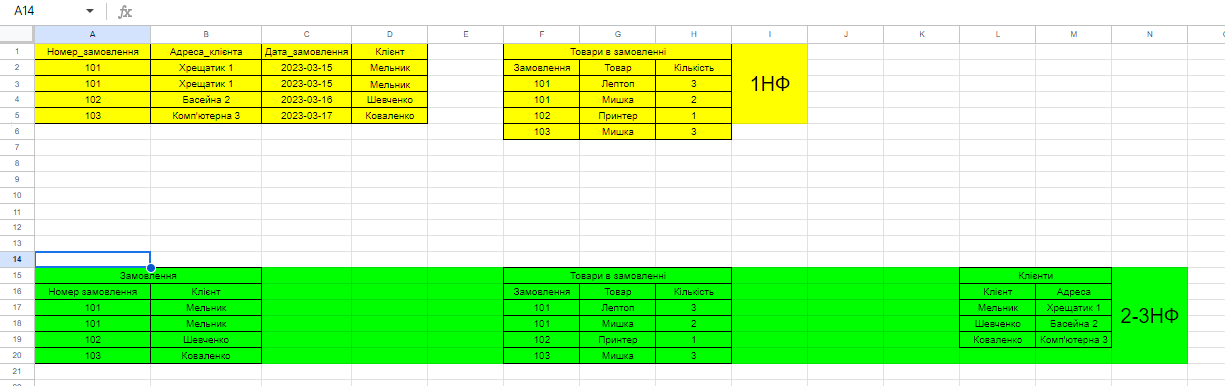 A14 fx
A B C D E F G H I J K L M N
1 Номер_замовлення Адреса_клієнта Дата_замовлення Клієнт Товари в замовленні
2 101 Хрещатик 1 2023-03-15 Мельник Замовлення Товар Кількість
3 101 Хрещатик 1 2023-03-15 Мельник 101 Лептоп 3
1НФ
4 102 Басейна 2 2023-03-16 Шевченко 101 Мишка 2
5 103 Комп'ютерна 3 2023-03-17 Коваленко 102 Принтер 1
6 103 Мишка 3
7
8
9
10
11
12
13
14
15 Замовлення Товари в замовленні Клієнти
16 Номер замовлення Клієнт Замовлення Товар Кількість Клієнт Адреса
17 101 Мельник 101 Лептоп 3 Мельник Хрещатик 1
18 101 Мельник 101 Мишка 2 Шевченко Басейна 2
2-3НФ
19 102 Шевченко 102 Принтер 1 Коваленко Комп'ютерна 3
20 103 Коваленко 103 Мишка 3
21